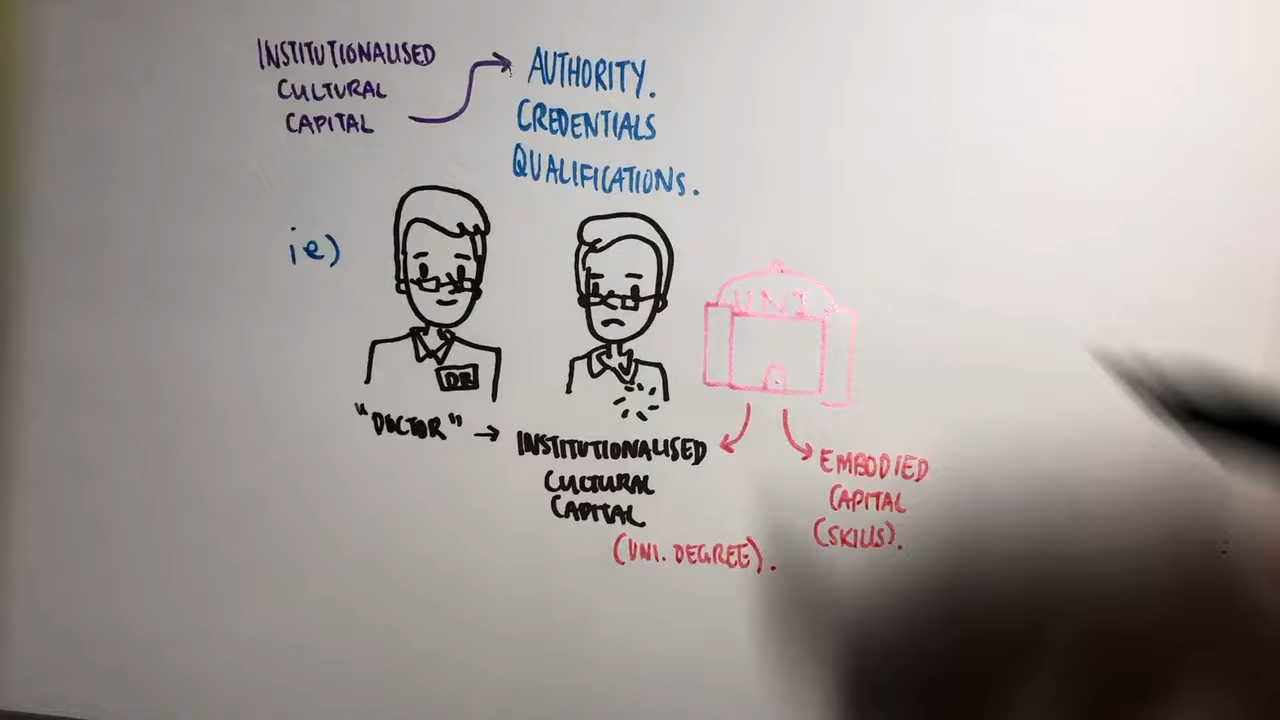 INSTITUTIONALISED
CULTURAL
CAPITAL
AUTHORITY.
CREDENTIALS
QUALIFICATIONS.
ie)
DR
"DOCTOR" →
INSTITUTIONALISED
CULTURAL
CAPITAL
(UNI. DEGREE).
UNI
EMBODIED
CAPITAL
(SKILLS).